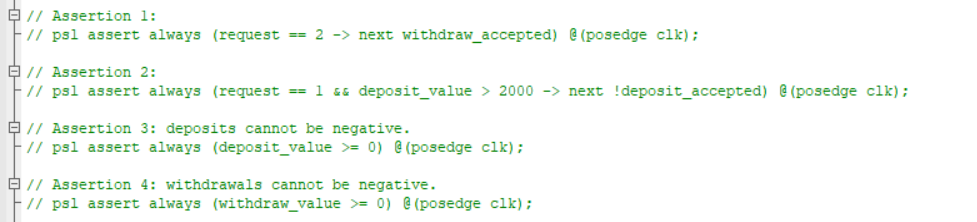 // Assertion 1:
// psl assert always (request == 2 -> next withdraw_accepted) @(posedge clk);
// Assertion 2:
// psl assert always (request == 1 && deposit_value > 2000 -> next !deposit_accepted) @(posedge clk);
// Assertion 3: deposits cannot be negative.
// psl assert always (deposit_value >= 0) @(posedge clk);
// Assertion 4: withdrawals cannot be negative.
// psl assert always (withdraw_value >= 0) @(posedge clk);